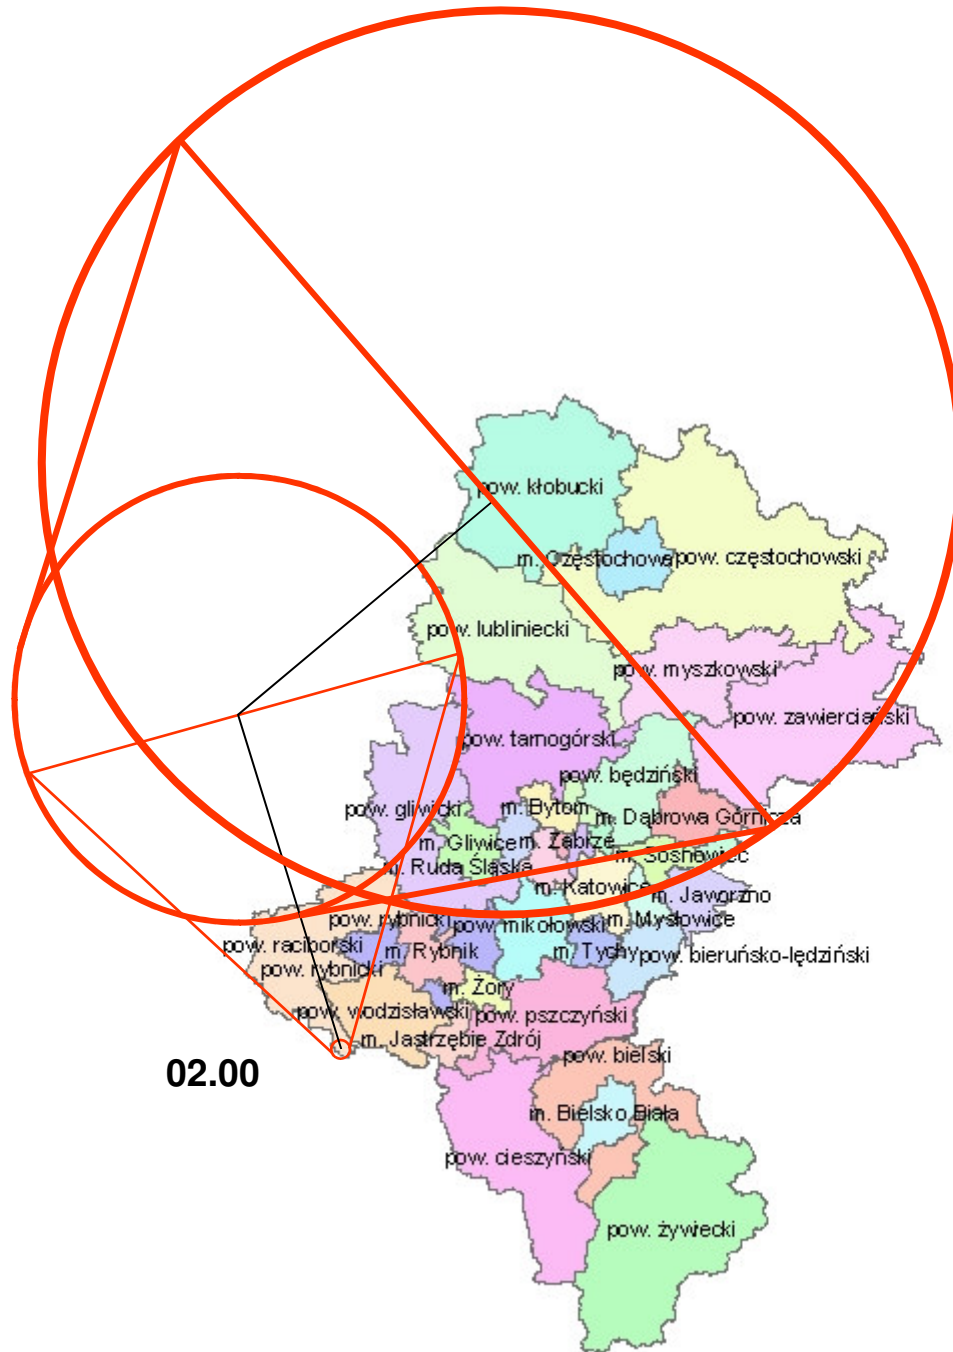 pow. kłobucki
m. Częstochowa
pow. częstochowski
pow. lubliniecki
pow. myszkowski
pow. zawierciański
pow. tarnogórski
pow. będziński
pow. gliwicki
m. Bytom
m. Dąbrowa Górnicza
m. Gliwice
m. Zabrze
m. Sosnowiec
m. Ruda Śląska
m. Katowice
m. Jaworzno
pow. rybnicki
pow. mikołowski
m. Mysłowice
pow. raciborski
m. Rybnik
m. Tychy
pow. bieruńsko-lędziński
pow. rybnicki
m. Żory
pow. wodzisławski
pow. pszczyński
m. Jastrzębie Zdrój
pow. bielski
02.00
m. Bielsko Biała
pow. cieszyński
pow. żywiecki